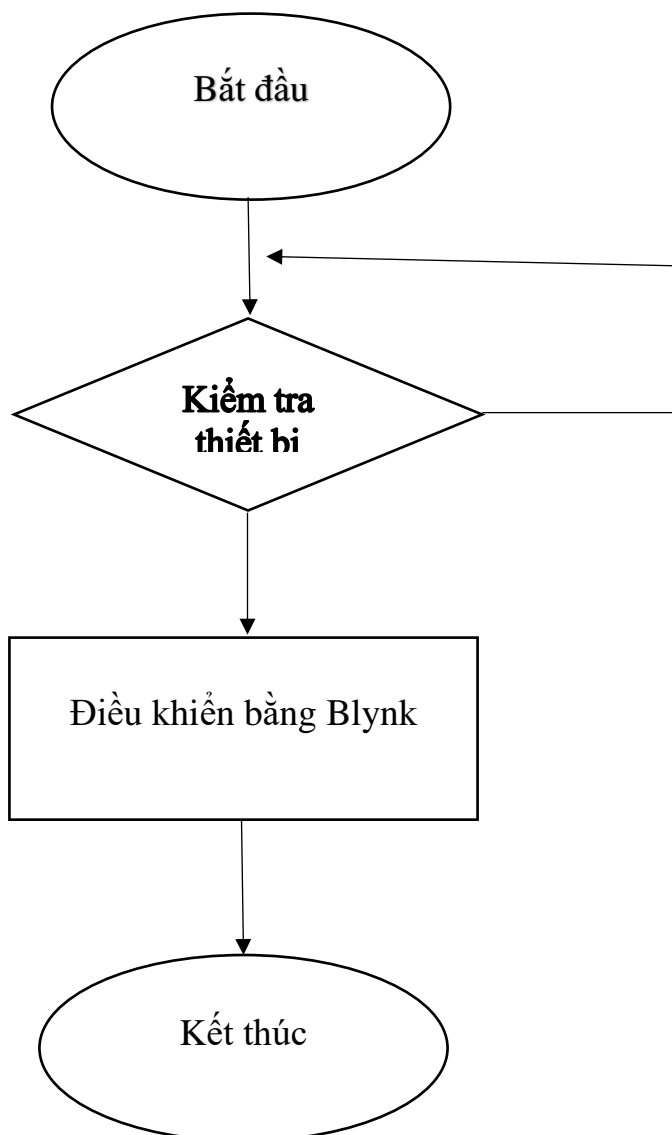 Bắt đầu
Kiểm tra
thiết bị
Điều khiển bằng Blynk
Kết thúc